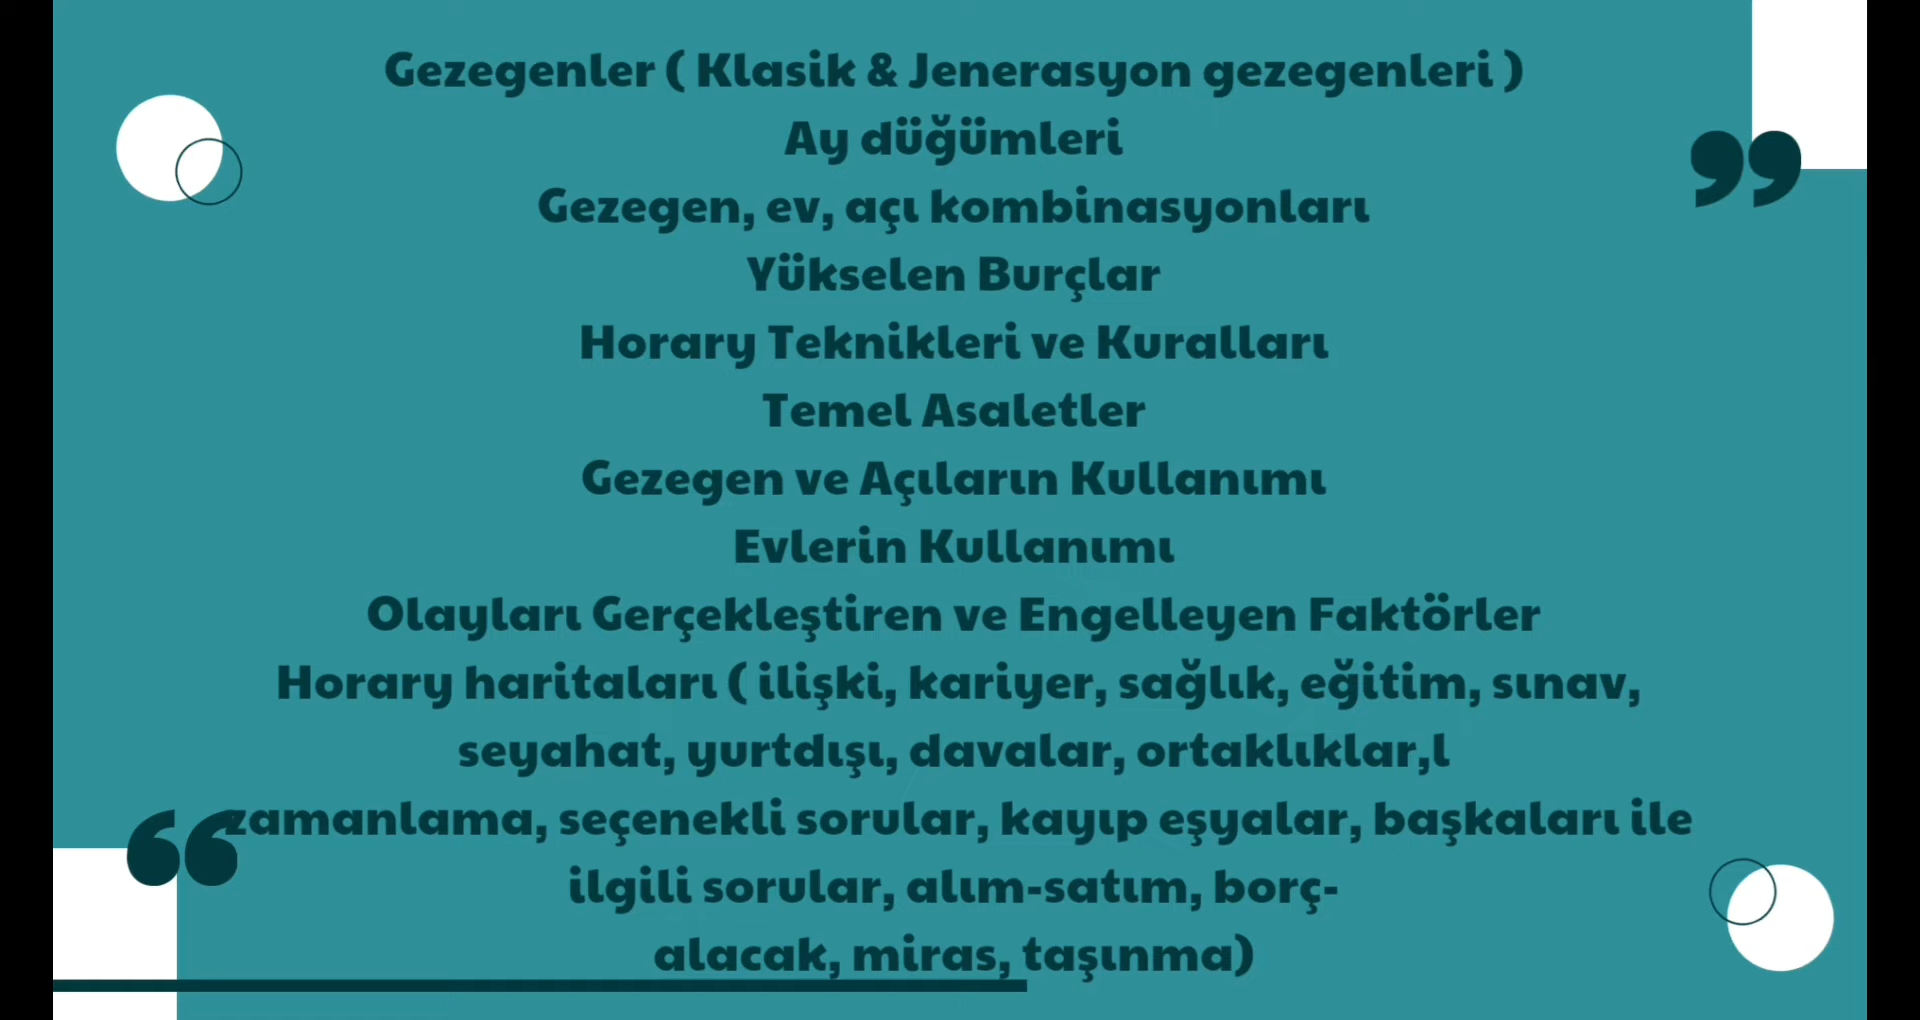 Gezegenler ( Klasik & Jenerasyon gezegenleri )
Ay düğümleri
Gezegen, ev, açı kombinasyonları
Yükselen Burçlar
Horary Teknikleri ve Kuralları
Temel Asaletler
Gezegen ve Açıların Kullanımı
Evlerin Kullanımı
Olayları Gerçekleştiren ve Engelleyen Faktörler
Horary haritaları ( ilişki, kariyer, sağlık, eğitim, sınav,
seyahat, yurtdışı, davalar, ortaklıklar,l
zamanlama, seçenekli sorular, kayıp eşyalar, başkaları ile
ilgili sorular, alım-satım, borç-
alacak, miras, taşınma)